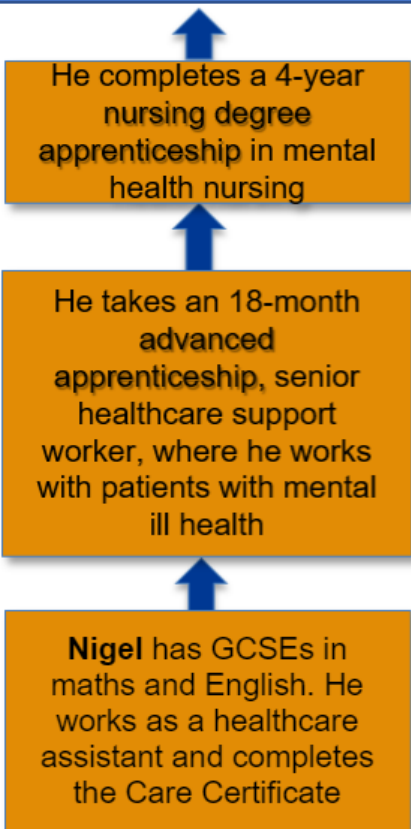 He completes a 4-year
nursing degree
apprenticeship in mental
health nursing
He takes an 18-month
advanced
apprenticeship, senior
healthcare support
worker, where he works
with patients with mental
ill health
Nigel has GCSEs in
maths and English. He
works as a healthcare
assistant and completes
the Care Certificate